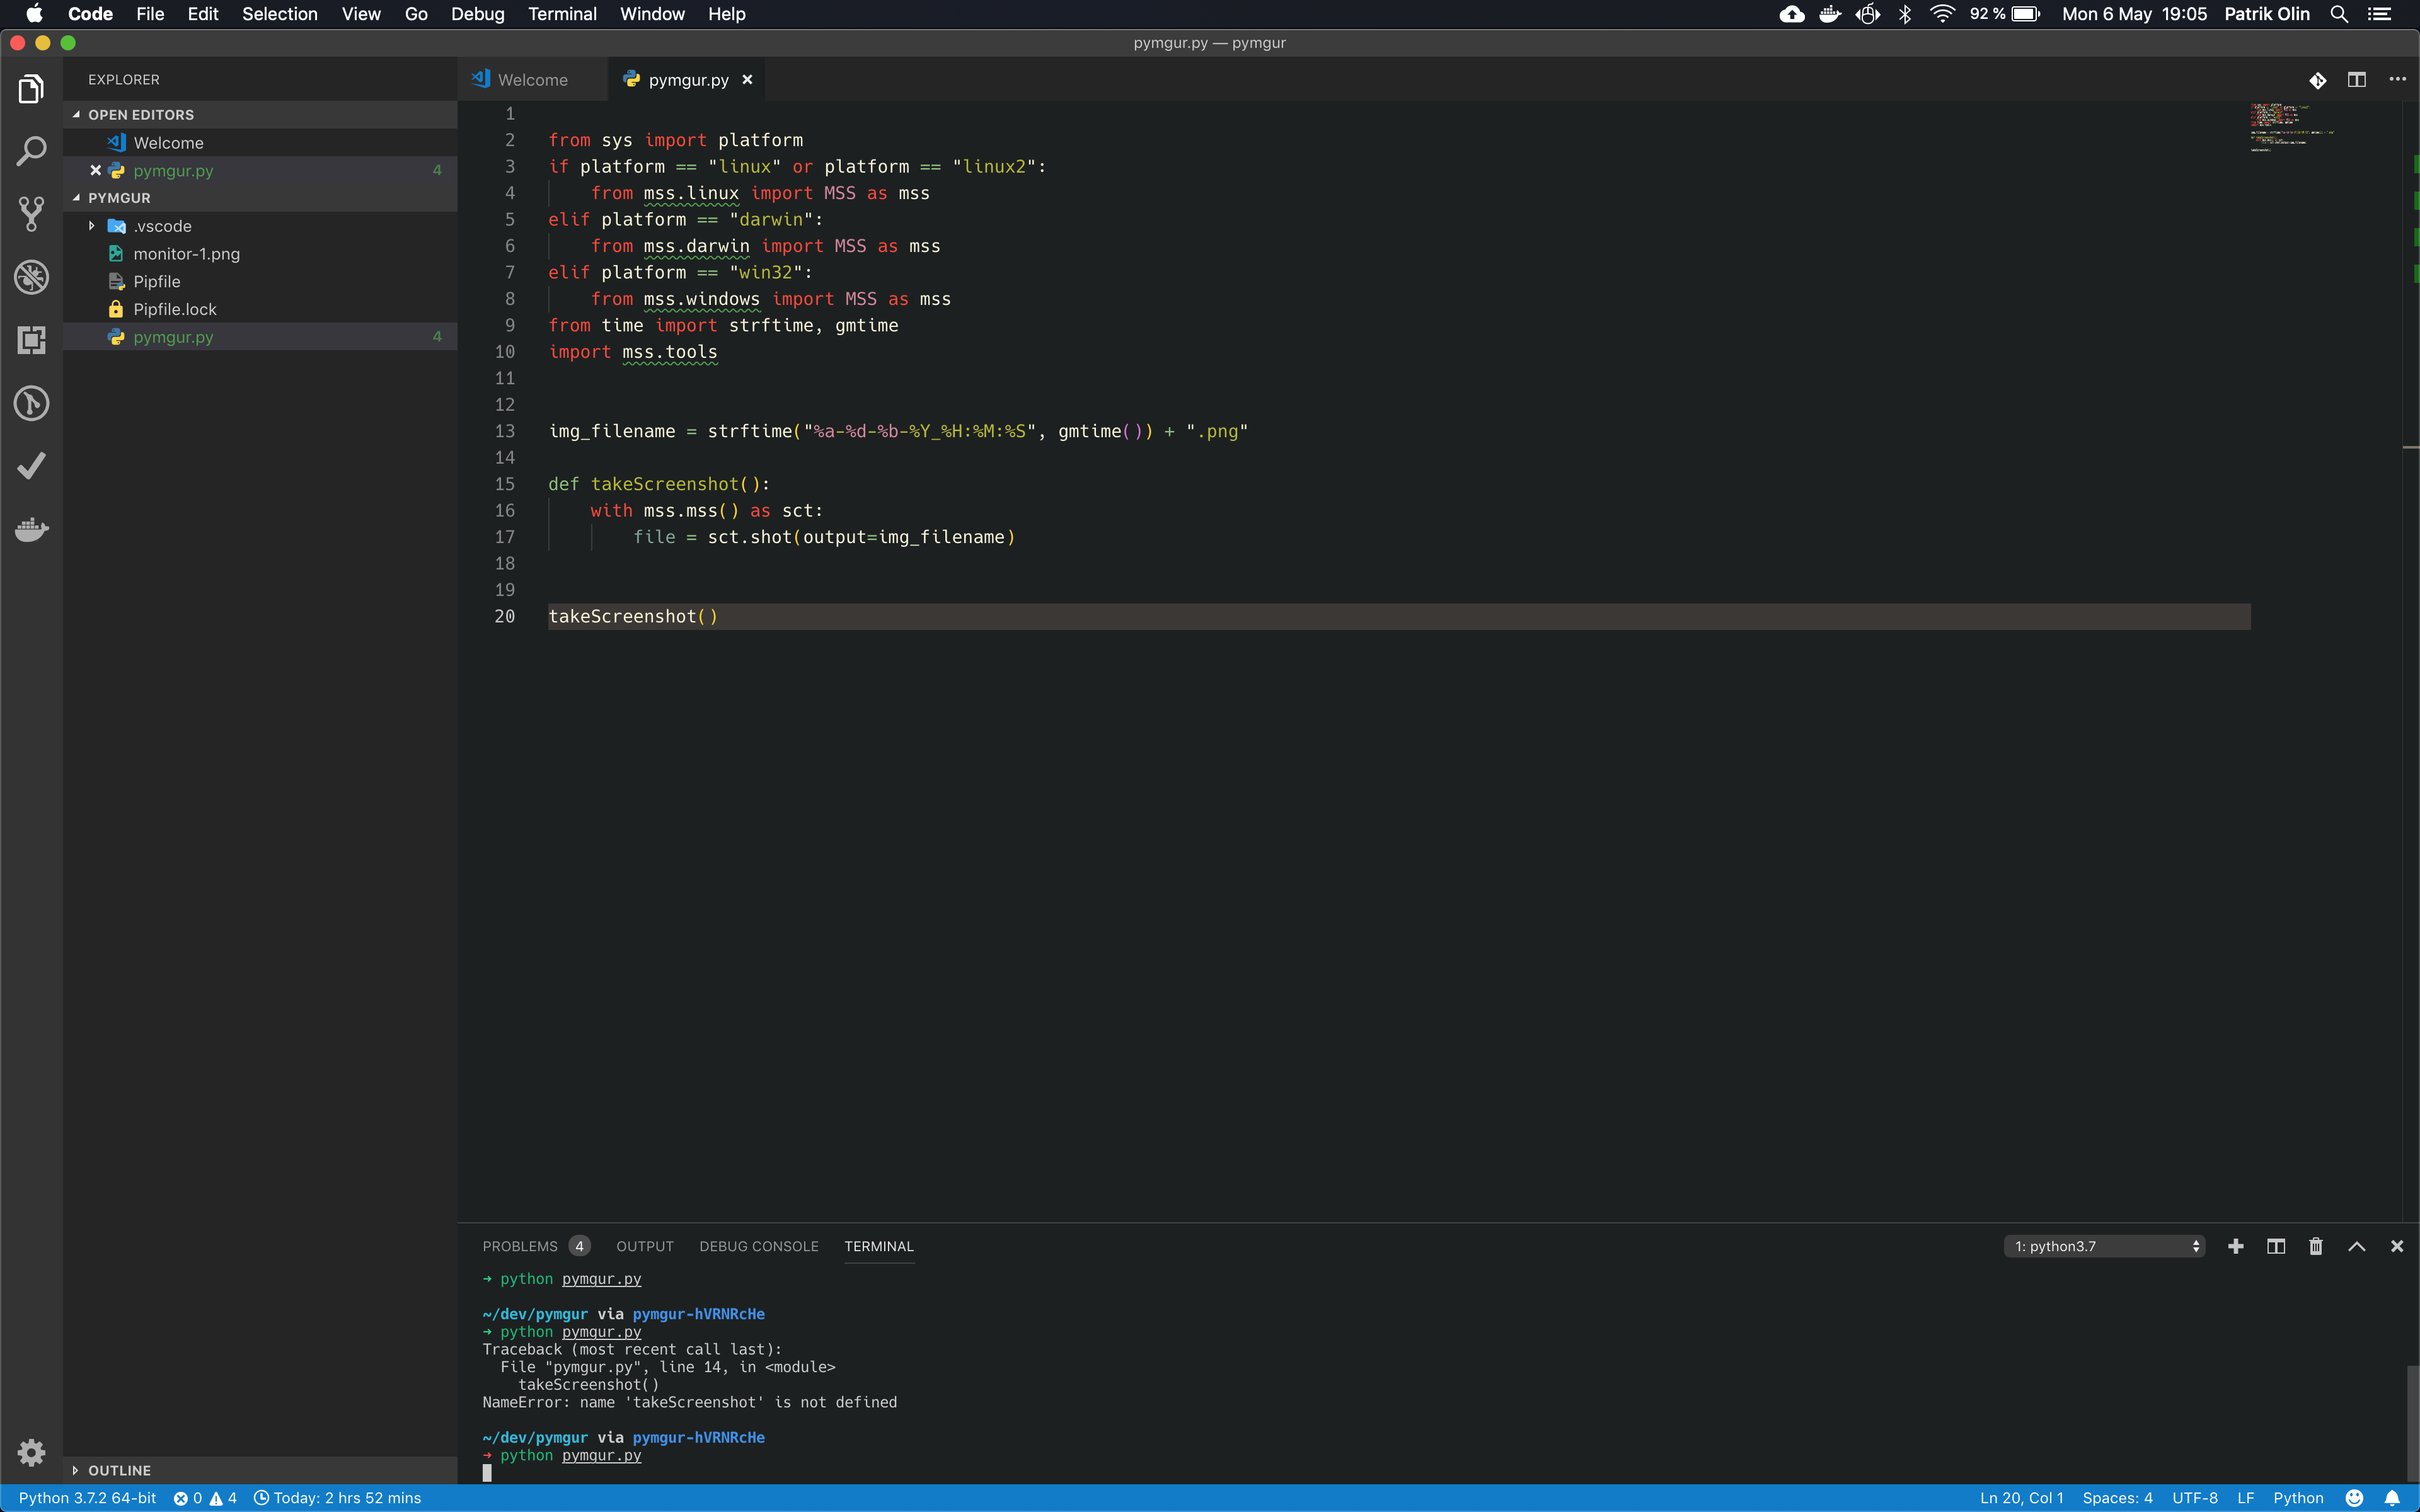 Code File Edit Selection View Go Debug Terminal Window Help 92 % Mon 6 May 19:05 Patrik Olin
pymgur.py — pymgur
EXPLORER
OPEN EDITORS
Welcome
pymgur.py 4
PYMGUR
.vscode
monitor-1.png
Pipfile
Pipfile.lock
pymgur.py 4
OUTLINE
Welcome pymgur.py
1
2 from sys import platform
3 if platform == "linux" or platform == "linux2":
4     from mss.linux import MSS as mss
5 elif platform == "darwin":
6     from mss.darwin import MSS as mss
7 elif platform == "win32":
8     from mss.windows import MSS as mss
9 from time import strftime, gmtime
10 import mss.tools
11
12
13 img_filename = strftime("%a-%d-%b-%Y_%H:%M:%S", gmtime()) + ".png"
14
15 def takeScreenshot():
16     with mss.mss() as sct:
17         file = sct.shot(output=img_filename)
18
19
20 takeScreenshot()
PROBLEMS 4 OUTPUT DEBUG CONSOLE TERMINAL 1: python3.7
→ python pymgur.py
~/dev/pymgur via pymgur-hVRNRcHe
→ python pymgur.py
Traceback (most recent call last):
  File "pymgur.py", line 14, in <module>
    takeScreenshot()
NameError: name 'takeScreenshot' is not defined
~/dev/pymgur via pymgur-hVRNRcHe
→ python pymgur.py
Python 3.7.2 64-bit 0 4 Today: 2 hrs 52 mins Ln 20, Col 1 Spaces: 4 UTF-8 LF Python